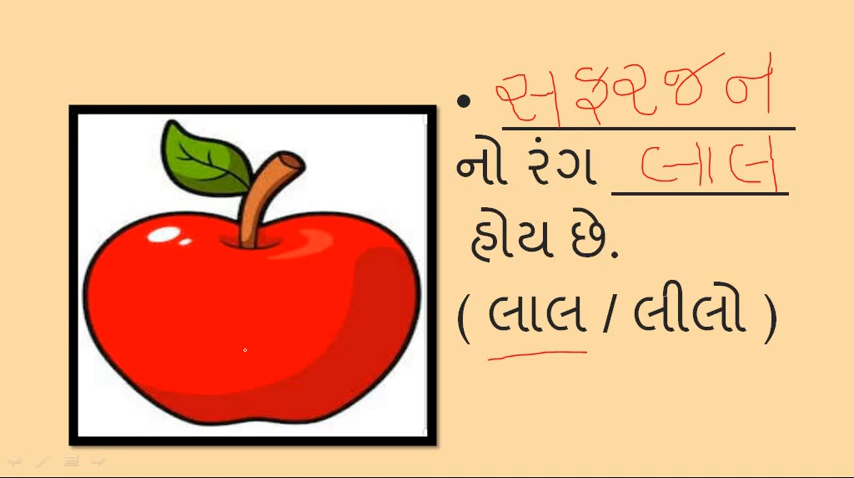 • સફરજન
નો રંગ લાલ
હોય છે.
( લાલ / લીલો )